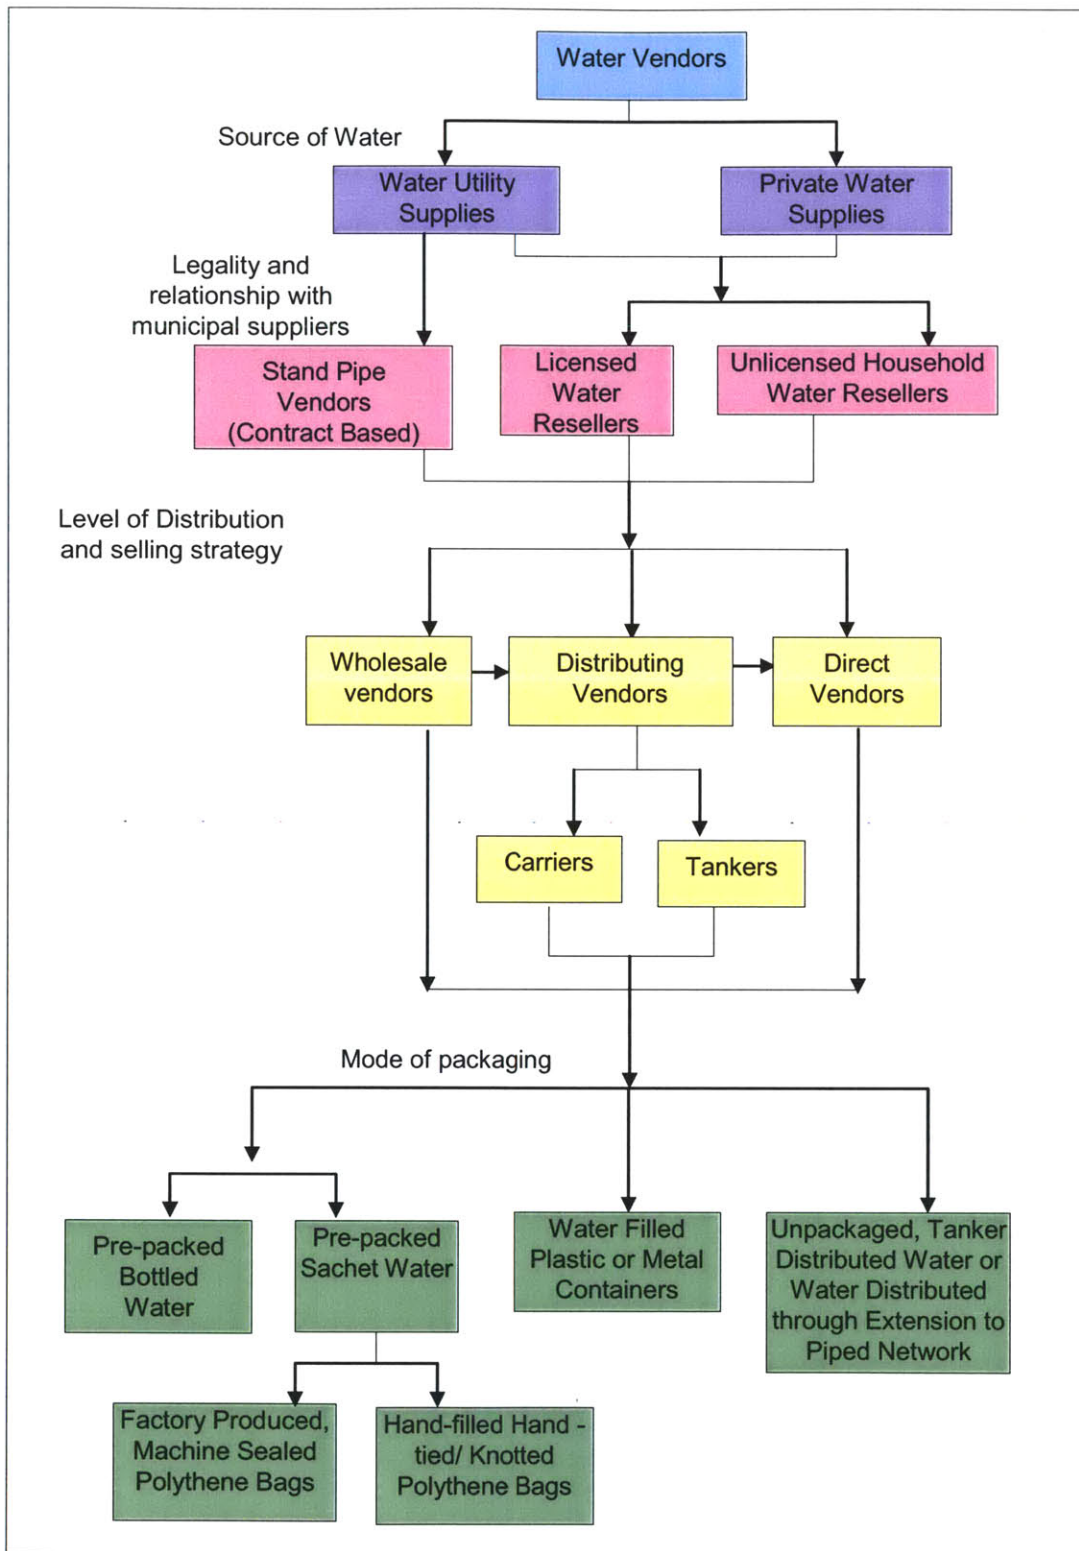 Water Vendors
Source of Water
Water Utility
Supplies
Private Water
Supplies
Legality and
relationship with
municipal suppliers
Stand Pipe
Vendors
(Contract Based)
Licensed
Water
Resellers
Unlicensed Household
Water Resellers
Level of Distribution
and selling strategy
Wholesale
vendors
Distributing
Vendors
Direct
Vendors
Carriers
Tankers
Mode of packaging
Pre-packed
Bottled
Water
Pre-packed
Sachet Water
Water Filled
Plastic or Metal
Containers
Unpackaged, Tanker
Distributed Water or
Water Distributed
through Extension to
Piped Network
Factory Produced,
Machine Sealed
Polythene Bags
Hand-filled Hand -
tied/ Knotted
Polythene Bags